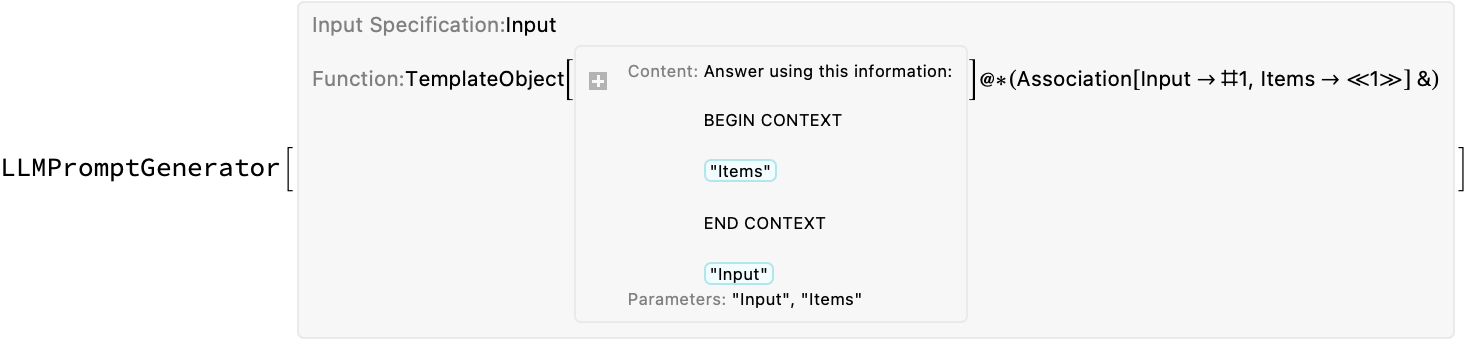 Input Specification:Input
Function:TemplateObject[ Content: Answer using this information: ]@*(Association[Input → #1, Items → ≪1≫] &)
BEGIN CONTEXT
LLMPromptGenerator[ "Items" ]
END CONTEXT
"Input"
Parameters: "Input", "Items"